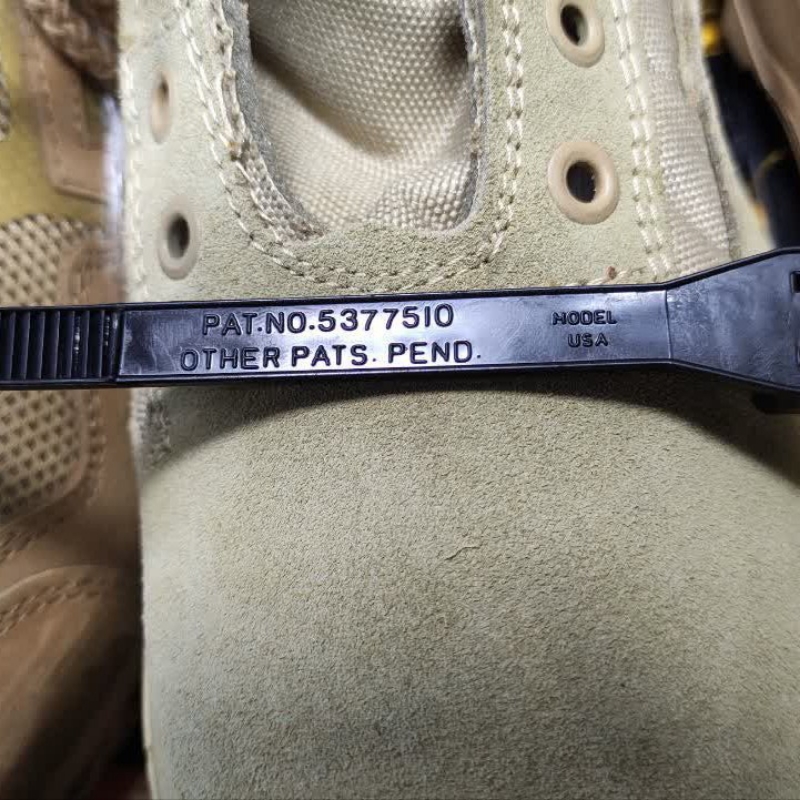 PAT.NO.5377510
OTHER PATS. PEND.
MODEL
USA